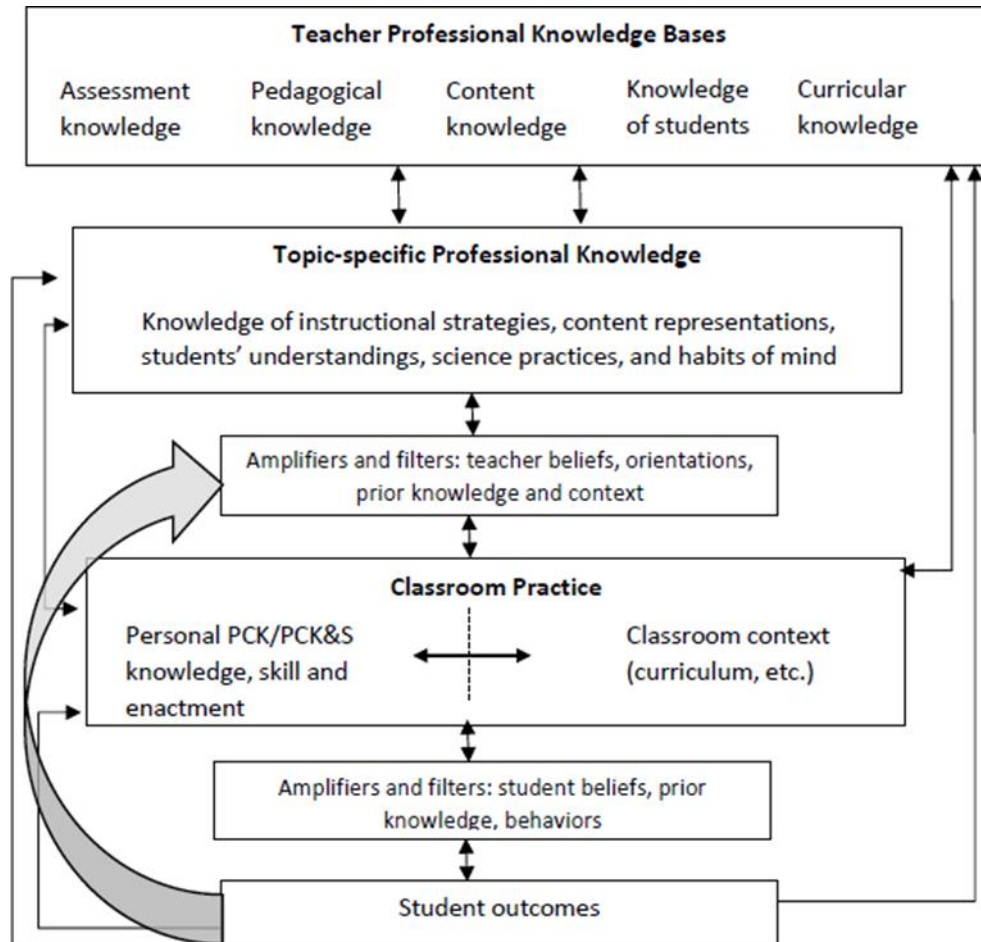 Teacher Professional Knowledge Bases
Assessment knowledge
Pedagogical knowledge
Content knowledge
Knowledge of students
Curricular knowledge
Topic-specific Professional Knowledge
Knowledge of instructional strategies, content representations,
students’ understandings, science practices, and habits of mind
Amplifiers and filters: teacher beliefs, orientations,
prior knowledge and context
Classroom Practice
Personal PCK/PCK&S
knowledge, skill and
enactment
Classroom context
(curriculum, etc.)
Amplifiers and filters: student beliefs, prior
knowledge, behaviors
Student outcomes